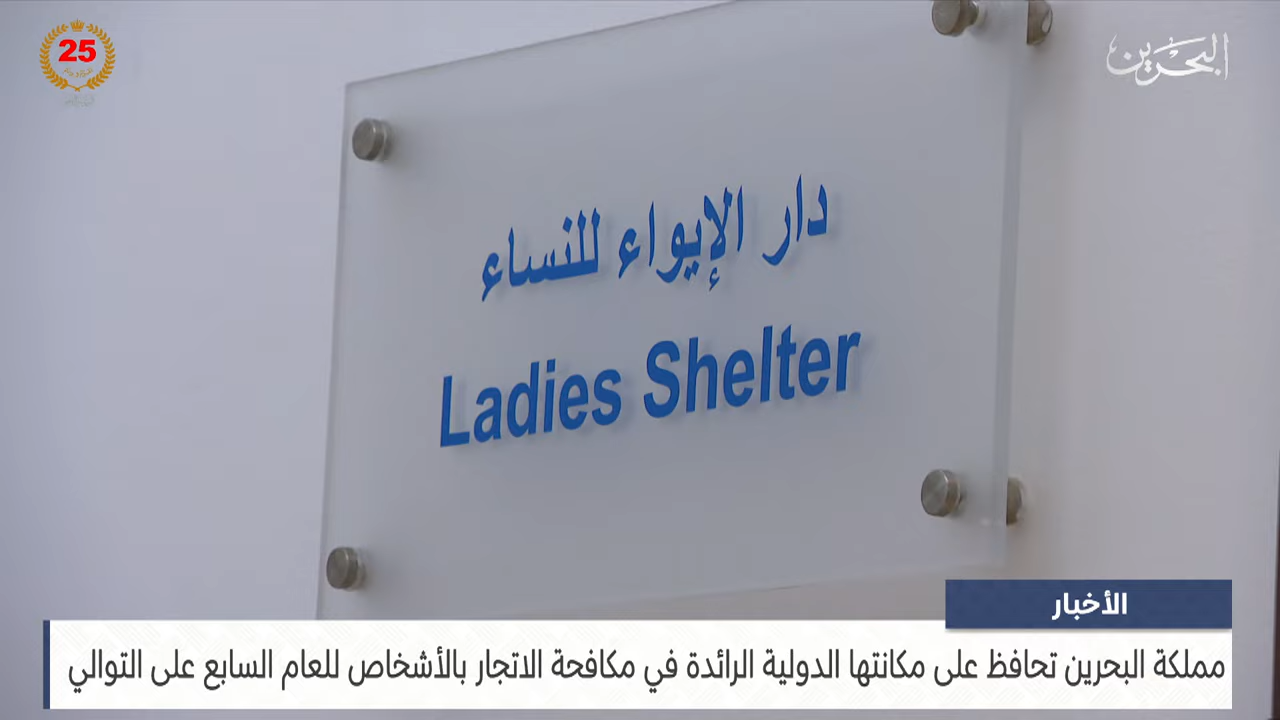 25
البحرين
دار الإيواء للنساء
Ladies Shelter
الأخبار
مملكة البحرين تحافظ على مكانتها الدولية الرائدة في مكافحة الاتجار بالأشخاص للعام السابع على التوالي